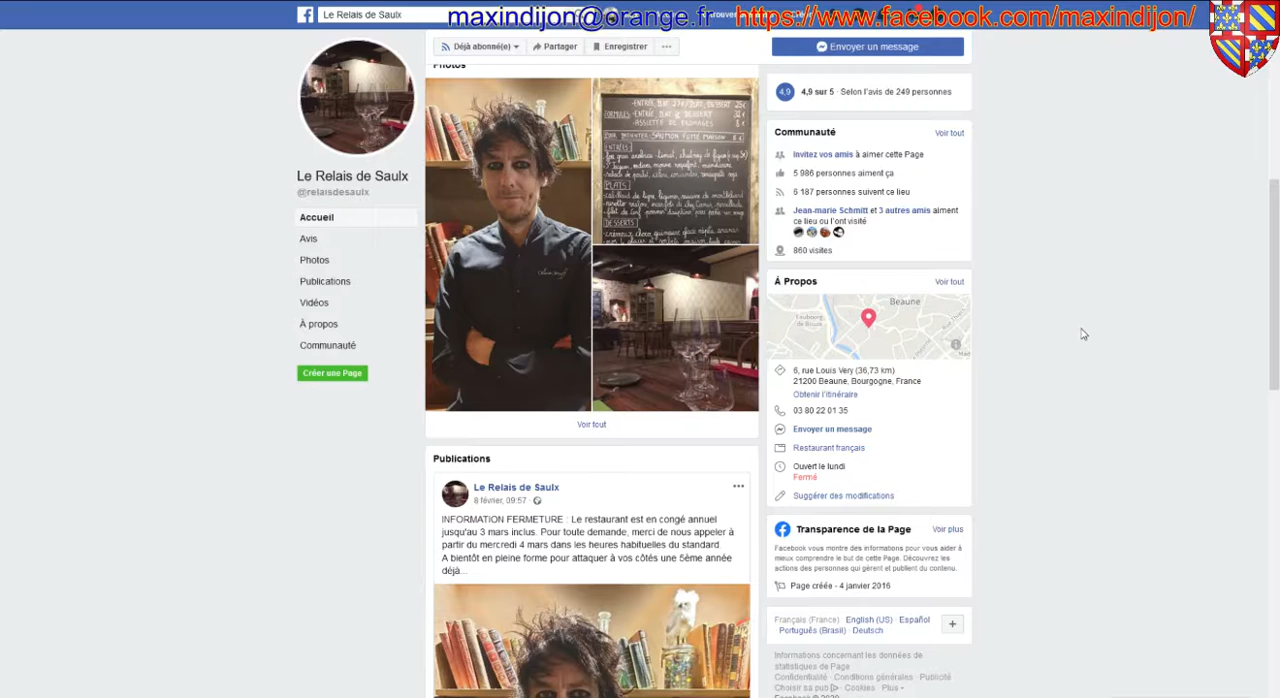 Le Relais de Saulx
maxindijon@orange.fr
https://www.facebook.com/maxindijon/
Déjà abonné(e)
Partager
Enregistrer
Envoyer un message
Le Relais de Saulx
@relaisdesaulx
Accueil
Avis
Photos
Publications
Vidéos
À propos
Communauté
Créer une Page
Photos
FORMULES
ENTRÉES
PLATS
DESSERTS
Voir tout
Publications
Le Relais de Saulx
8 février, 09:57
INFORMATION FERMETURE : Le restaurant est en congé annuel
jusqu'au 3 mars inclus. Pour toute demande, merci de nous appeler à
partir du mercredi 4 mars dans les heures habituelles du standard.
A bientôt en pleine forme pour attaquer à vos côtés une 5ème année
déjà...
4,9
4,9 sur 5 · Selon l'avis de 249 personnes
Communauté
Voir tout
Invitez vos amis à aimer cette Page
5 986 personnes aiment ça
6 187 personnes suivent ce lieu
Jean-marie Schmitt et 3 autres amis aiment
ce lieu ou l'ont visité
860 visites
À Propos
Voir tout
Beaune
Faubourg
de Bouze
6, rue Louis Very (36,73 km)
21200 Beaune, Bourgogne, France
Obtenir l'itinéraire
03 80 22 01 35
Envoyer un message
Restaurant français
Ouvert le lundi
Fermé
Suggérer des modifications
Transparence de la Page
Voir plus
Facebook vous montre des informations pour vous aider à
mieux comprendre le but de cette Page. Découvrez les
actions des personnes qui gèrent et publient du contenu.
Page créée - 4 janvier 2016
Français (France) · English (US) · Español
Português (Brasil) · Deutsch
Informations concernant les données de
statistiques de Page
Confidentialité · Conditions générales · Publicité
Choisir sa pub · Cookies · Plus
Facebook © 2020